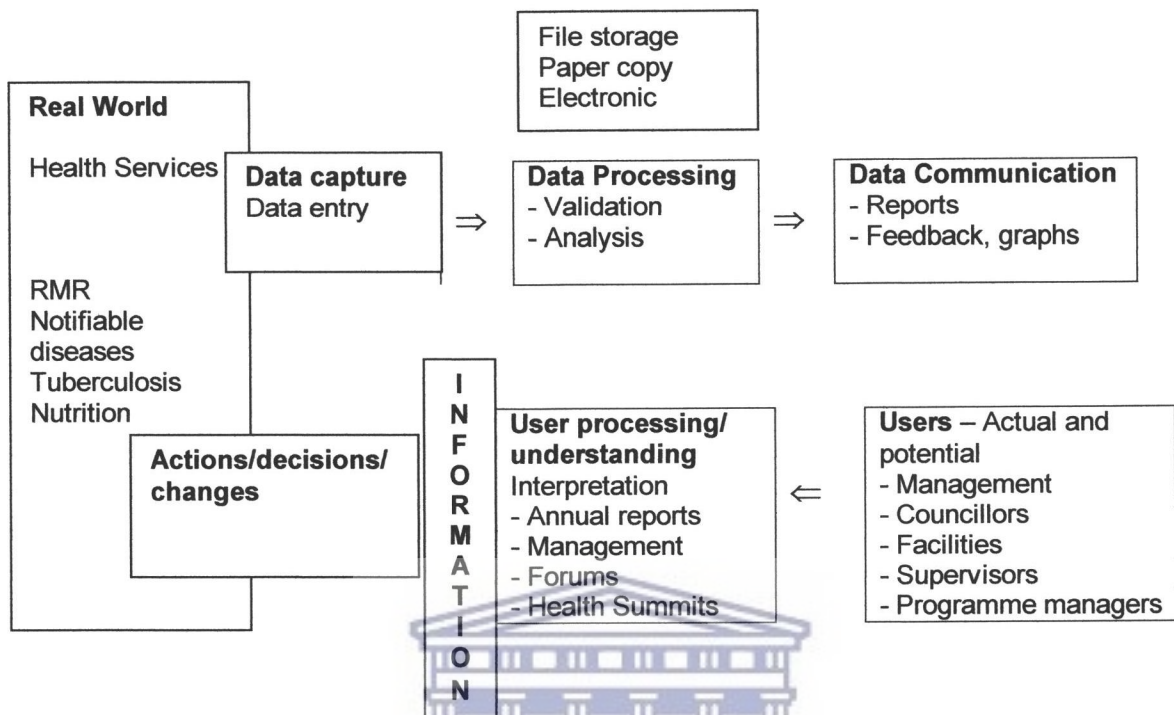 File storage
Paper copy
Electronic
Real World
Health Services
RMR
Notifiable
diseases
Tuberculosis
Nutrition
Data capture
Data entry
⇒
Data Processing
- Validation
- Analysis
⇒
Data Communication
- Reports
- Feedback, graphs
Users – Actual and
potential
- Management
- Councillors
- Facilities
- Supervisors
- Programme managers
⇐
User processing/
understanding
Interpretation
- Annual reports
- Management
- Forums
- Health Summits
I
N
F
O
R
M
A
T
I
O
N
Actions/decisions/
changes